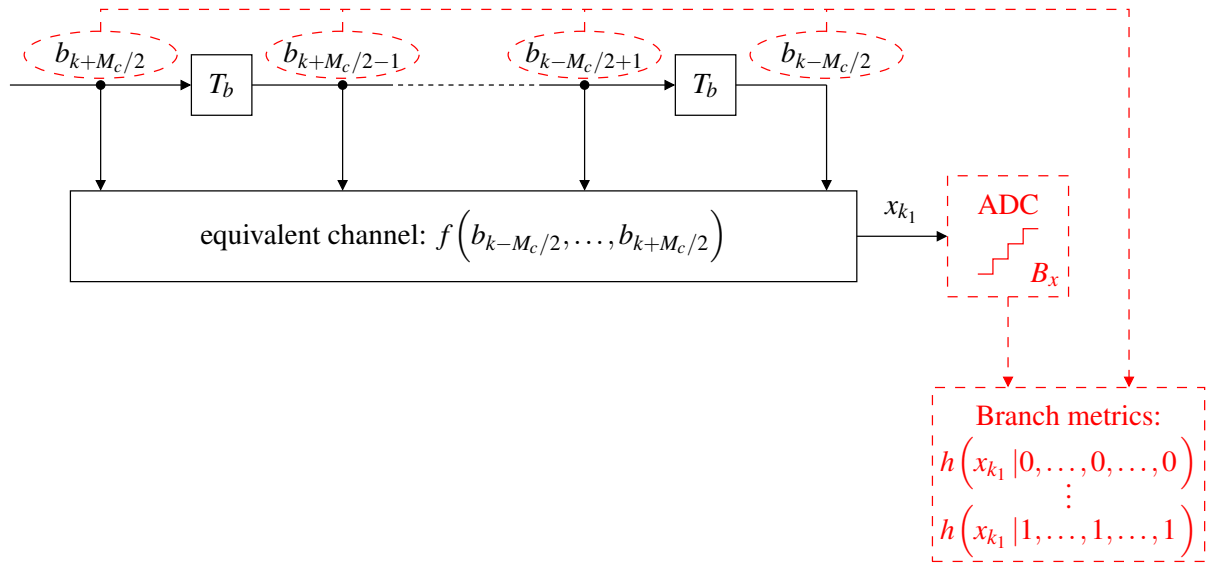 b_{k+M_c/2} b_{k+M_c/2−1} b_{k−M_c/2+1} b_{k−M_c/2}
T_b T_b
equivalent channel: f(b_{k−M_c/2},...,b_{k+M_c/2})
x_{k_1}
ADC
B_x
Branch metrics:
h(x_{k_1}|0,...,0,...,0)
⋮
h(x_{k_1}|1,...,1,...,1)